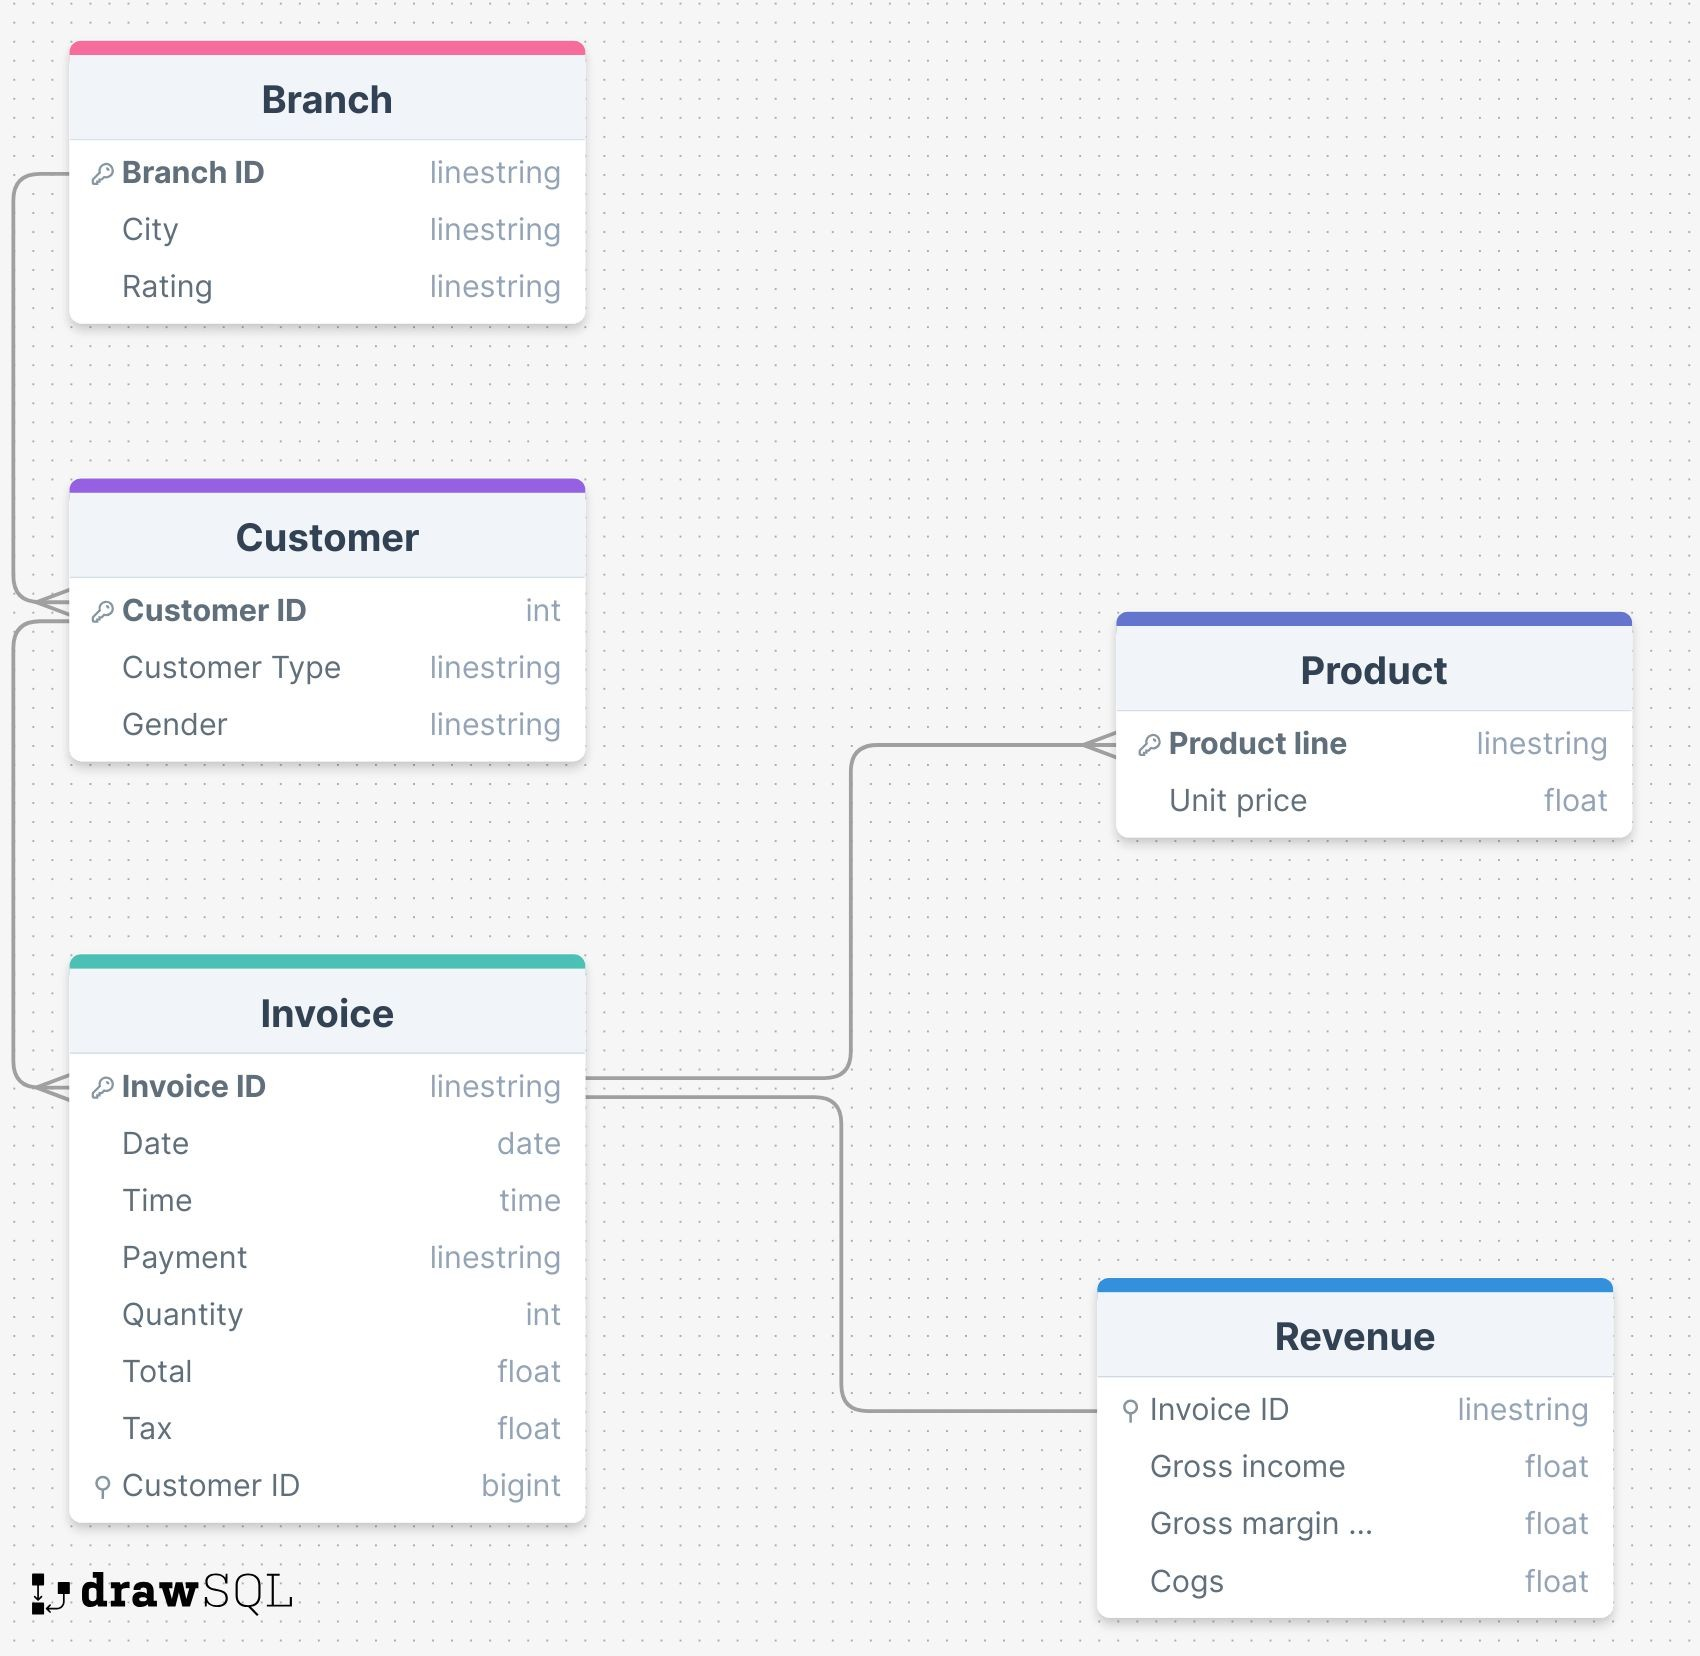 Branch
Branch ID linestring
City linestring
Rating linestring
Customer
Customer ID int
Customer Type linestring
Gender linestring
Product
Product line linestring
Unit price float
Invoice
Invoice ID linestring
Date date
Time time
Payment linestring
Quantity int
Total float
Tax float
Customer ID bigint
Revenue
Invoice ID linestring
Gross income float
Gross margin ... float
Cogs float
drawSQL